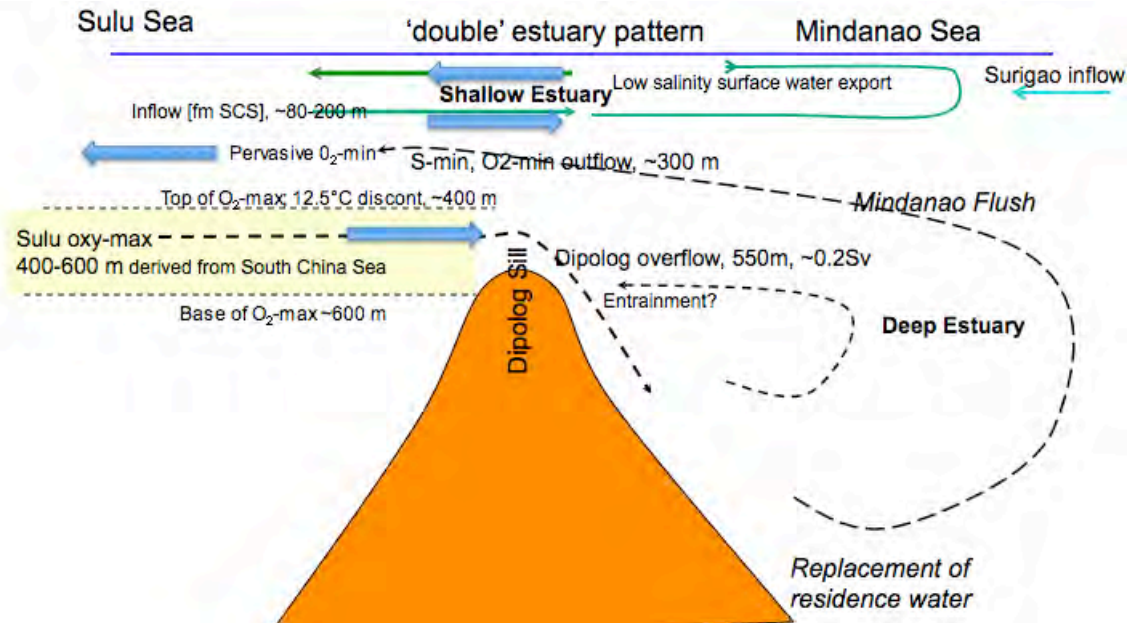 Sulu Sea
'double' estuary pattern
Mindanao Sea
Low salinity surface water export
Surigao inflow
Shallow Estuary
Inflow [fm SCS], ~80-200 m
Pervasive 0₂-min
S-min, O2-min outflow, ~300 m
Top of O₂-max; 12.5°C discont, ~400 m
Mindanao Flush
Sulu oxy-max
400-600 m derived from South China Sea
Dipolog overflow, 550m, ~0.2Sv
Entrainment?
Base of O₂-max ~600 m
Dipolog Sill
Deep Estuary
Replacement of
residence water